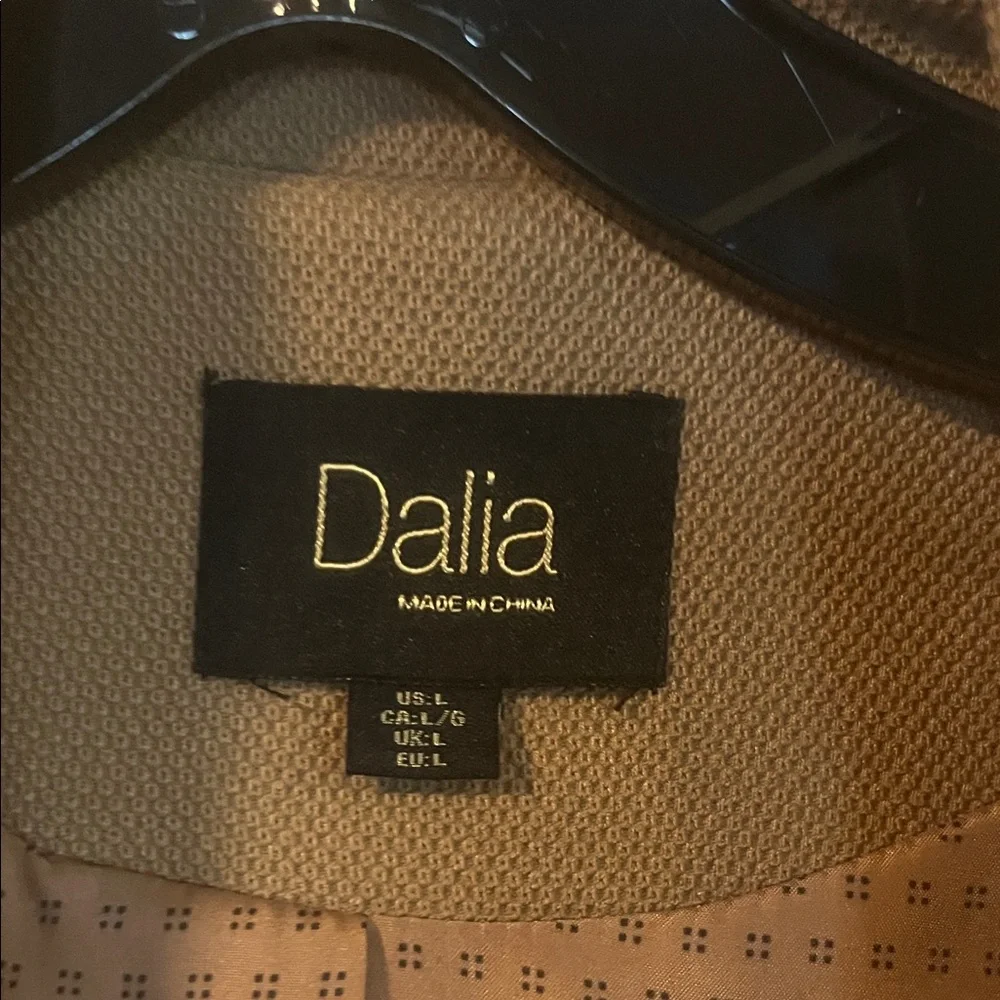 Dalia
MADE IN CHINA
US:L
CA:L/G
UK:L
EU:L